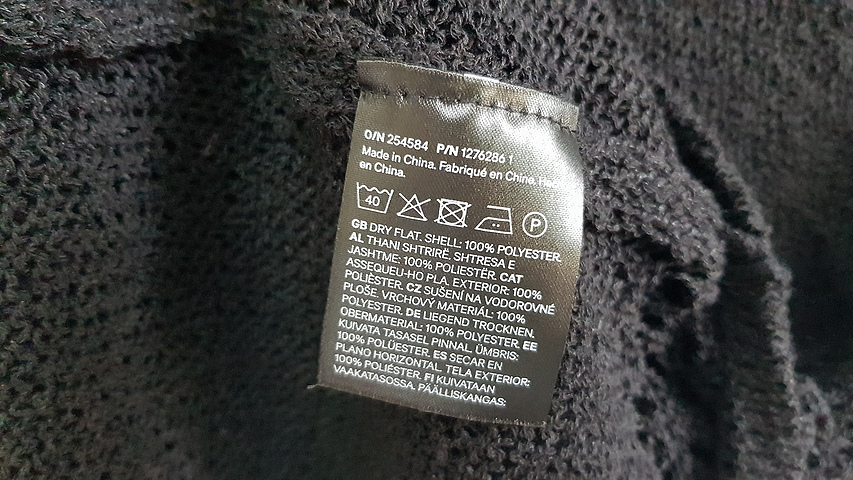 O/N 254584 P/N 1276286 1
Made in China. Fabriqué en Chine.
en China.
40 P
GB DRY FLAT. SHELL: 100% POLYESTER.
AL THANI SHTRIRË. SHTRESA E
JASHTME: 100% POLIESTËR. CAT
ASSEQUEU-HO PLA. EXTERIOR: 100%
POLIÈSTER. CZ SUŠENÍ NA VODOROVNÉ
PLOŠE. VRCHOVÝ MATERIÁL: 100%
POLYESTER. DE LIEGEND TROCKNEN.
OBERMATERIAL: 100% POLYESTER. EE
KUIVATA TASASEL PINNAL. ÜMBRIS:
100% POLÜESTER. ES SECAR EN
PLANO HORIZONTAL. TELA EXTERIOR:
100% POLIÉSTER. FI KUIVATAAN
VAAKATASOSSA. PÄÄLLISKANGAS: